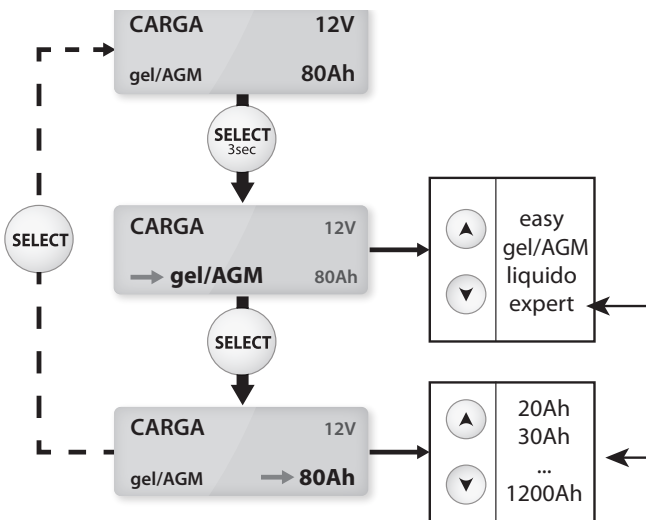 CARGA 12V
gel/AGM 80Ah
SELECT
3sec
SELECT
CARGA 12V
gel/AGM 80Ah
easy
gel/AGM
liquido
expert
SELECT
CARGA 12V
gel/AGM 80Ah
20Ah
30Ah
...
1200Ah